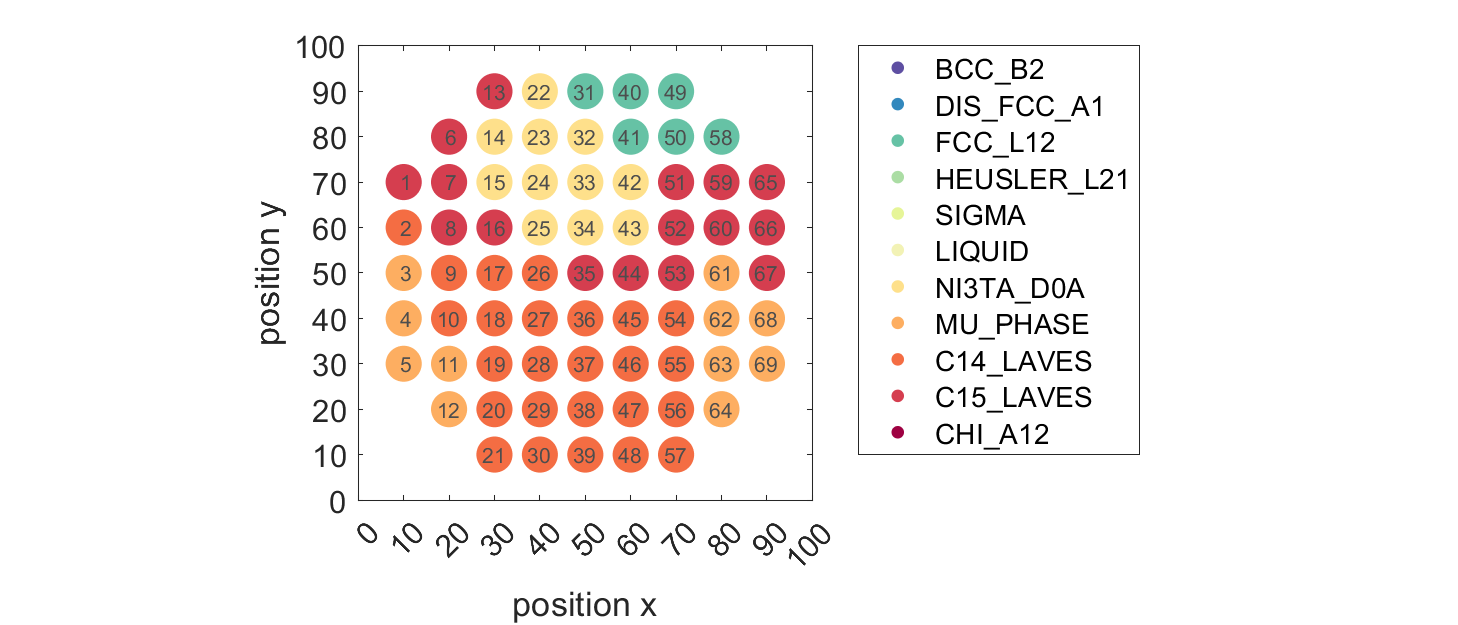 100
90
80
70
60
50
40
30
20
10
0
position y
13 22 31 40 49
6 14 23 32 41 50 58
1 7 15 24 33 42 51 59 65
2 8 16 25 34 43 52 60 66
3 9 17 26 35 44 53 61 67
4 10 18 27 36 45 54 62 68
5 11 19 28 37 46 55 63 69
12 20 29 38 47 56 64
21 30 39 48 57
0 10 20 30 40 50 60 70 80 90 100
position x
BCC_B2
DIS_FCC_A1
FCC_L12
HEUSLER_L21
SIGMA
LIQUID
NI3TA_D0A
MU_PHASE
C14_LAVES
C15_LAVES
CHI_A12